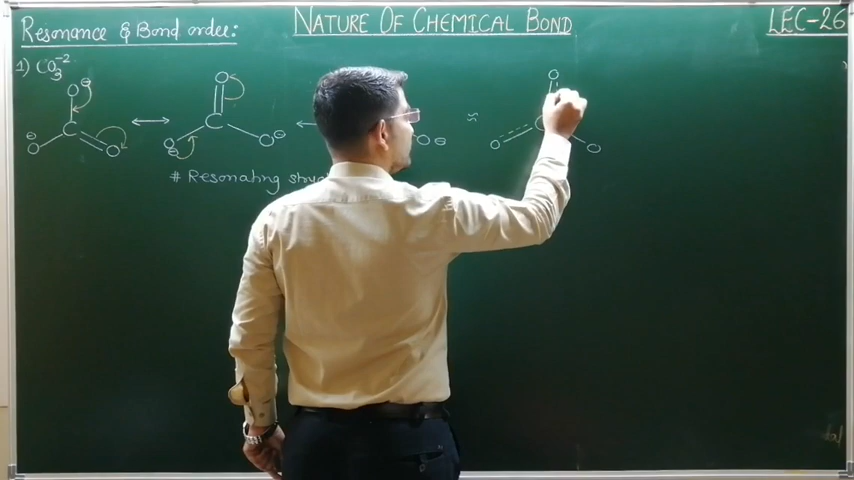 Resonance & Bond order:
NATURE OF CHEMICAL BOND
LEC-26
1) CO₃⁻²
O ⊖
C
⊖ O
O
↔
O
C
O ⊖
O ⊖
O ⊖
≈
O
O
O
# Resonating